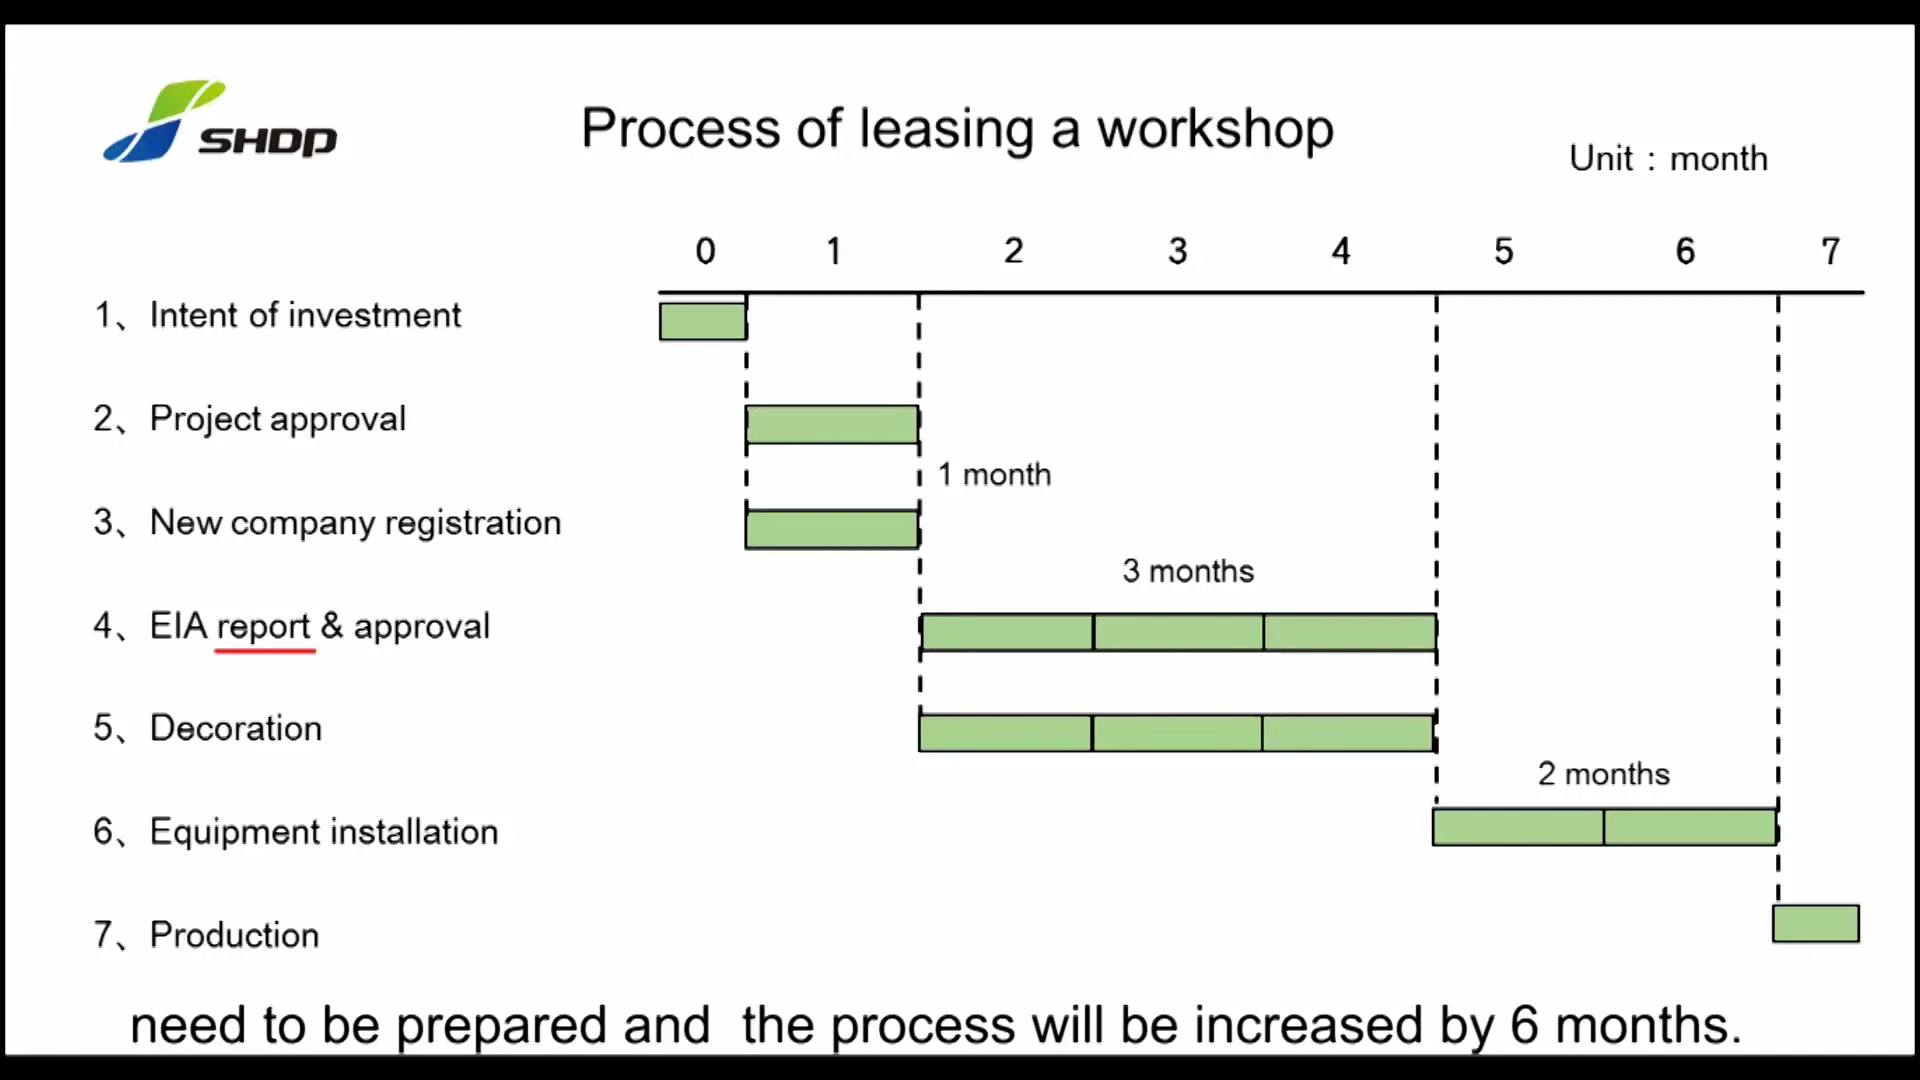 SHDP
Process of leasing a workshop
Unit：month
0 1 2 3 4 5 6 7
1、Intent of investment
2、Project approval
1 month
3、New company registration
3 months
4、EIA report & approval
5、Decoration
2 months
6、Equipment installation
7、Production
need to be prepared and the process will be increased by 6 months.